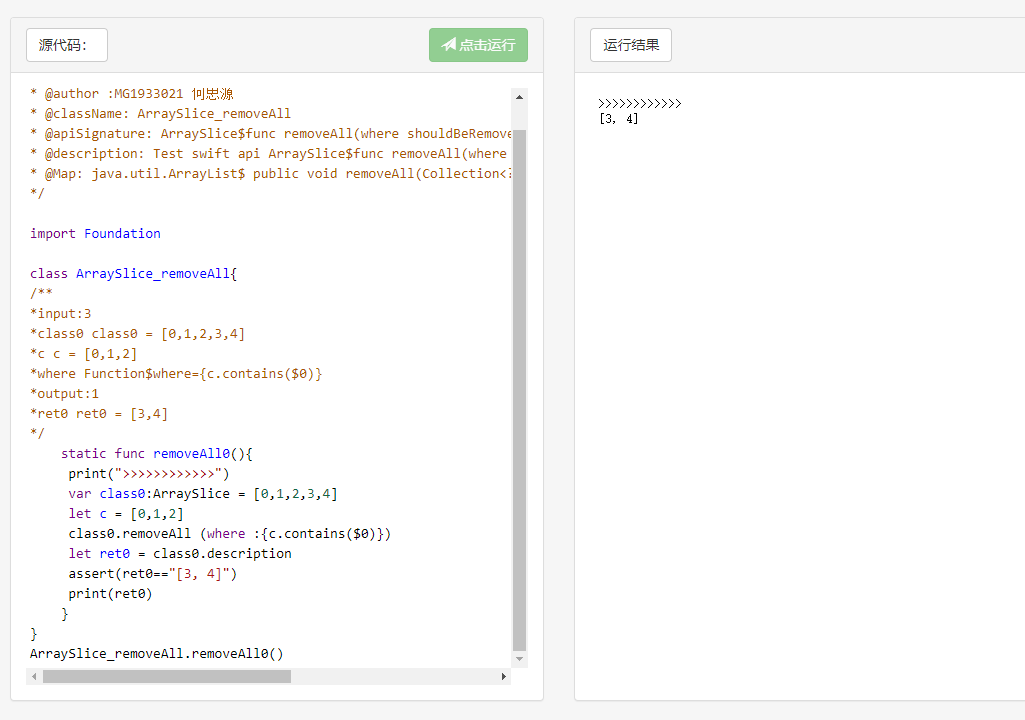 源代码：
点击运行
* @author :MG1933021 何思源
* @className: ArraySlice_removeAll
* @apiSignature: ArraySlice$func removeAll(where shouldBeRemove
* @description: Test swift api ArraySlice$func removeAll(where
* @Map: java.util.ArrayList$ public void removeAll(Collection<?
*/
import Foundation
class ArraySlice_removeAll{
/**
*input:3
*class0 class0 = [0,1,2,3,4]
*c c = [0,1,2]
*where Function$where={c.contains($0)}
*output:1
*ret0 ret0 = [3,4]
*/
static func removeAll0(){
print(">>>>>>>>>>>>")
var class0:ArraySlice = [0,1,2,3,4]
let c = [0,1,2]
class0.removeAll (where :{c.contains($0)})
let ret0 = class0.description
assert(ret0=="[3, 4]")
print(ret0)
}
}
ArraySlice_removeAll.removeAll0()
运行结果
>>>>>>>>>>>>
[3, 4]